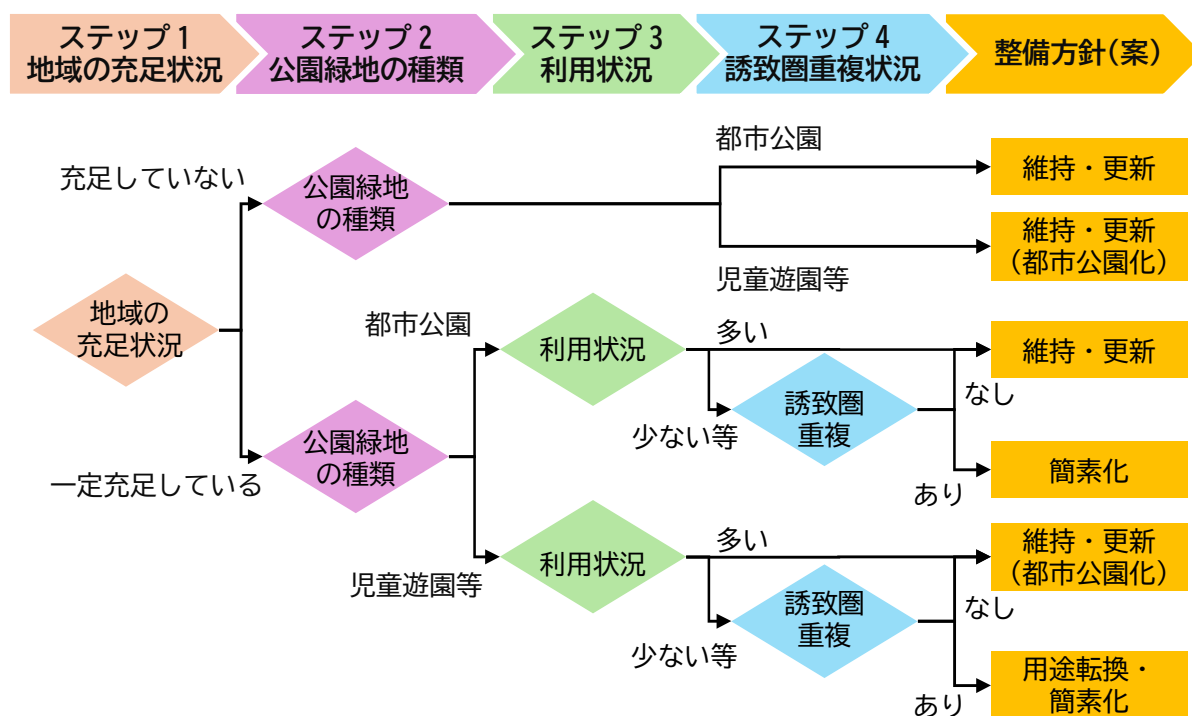 ステップ1
地域の充足状況
ステップ2
公園緑地の種類
ステップ3
利用状況
ステップ4
誘致圏重複状況
整備方針(案)
充足していない
公園緑地
の種類
都市公園
維持・更新
維持・更新
(都市公園化)
児童遊園等
地域の
充足状況
都市公園
利用状況
多い
維持・更新
誘致圏
重複
なし
少ない等
公園緑地
の種類
一定充足している
あり
簡素化
児童遊園等
利用状況
多い
維持・更新
(都市公園化)
誘致圏
重複
なし
少ない等
あり
用途転換・
簡素化